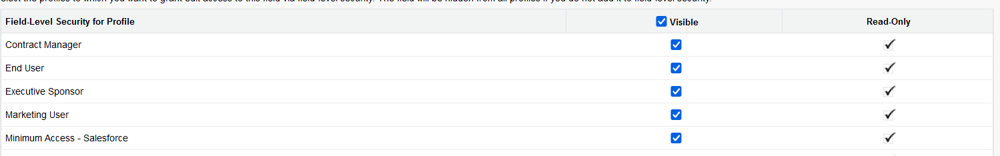 select the profiles to which you want to grant edit access to this field via field-level security. The field will be hidden from all profiles if you do not add it to field-level security.
Field-Level Security for Profile Visible Read-Only
Contract Manager
End User
Executive Sponsor
Marketing User
Minimum Access - Salesforce